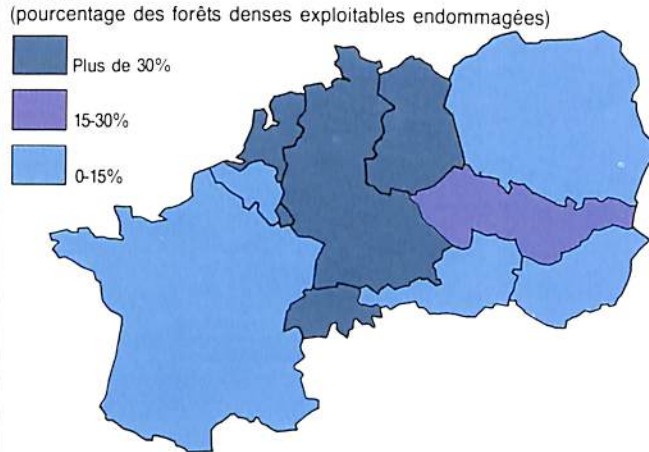 (pourcentage des forêts denses exploitables endommagées)
Plus de 30%
15-30%
0-15%